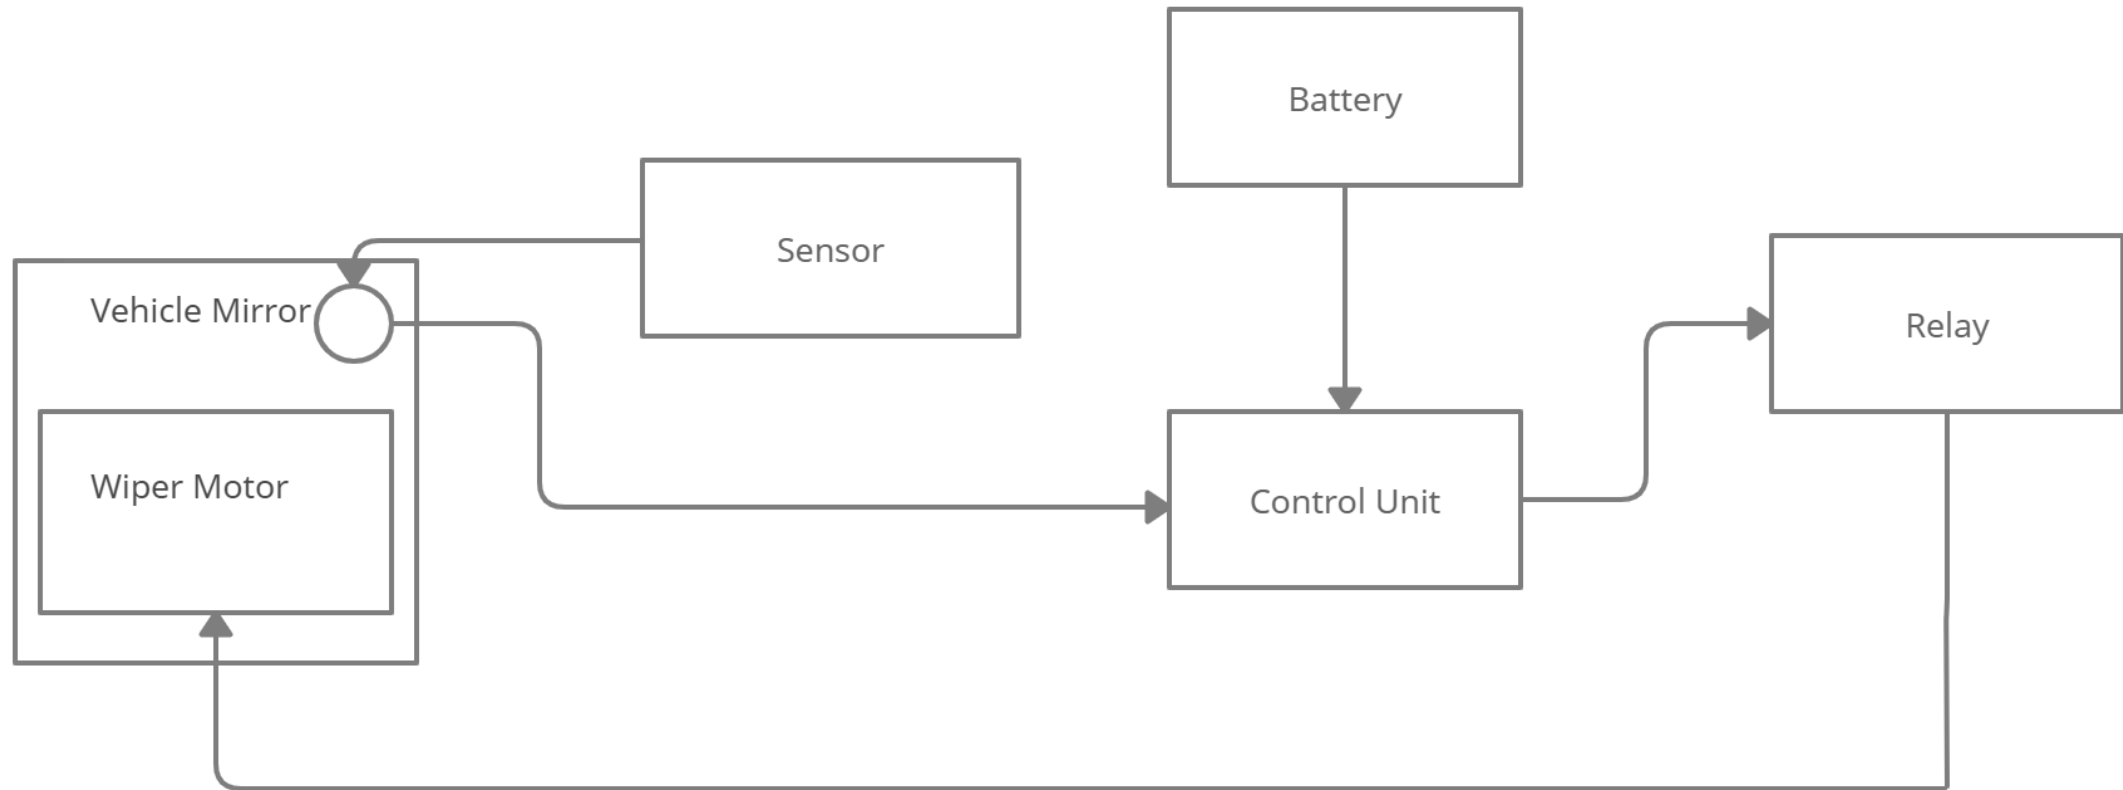 Battery
Sensor
Vehicle Mirror
Relay
Wiper Motor
Control Unit